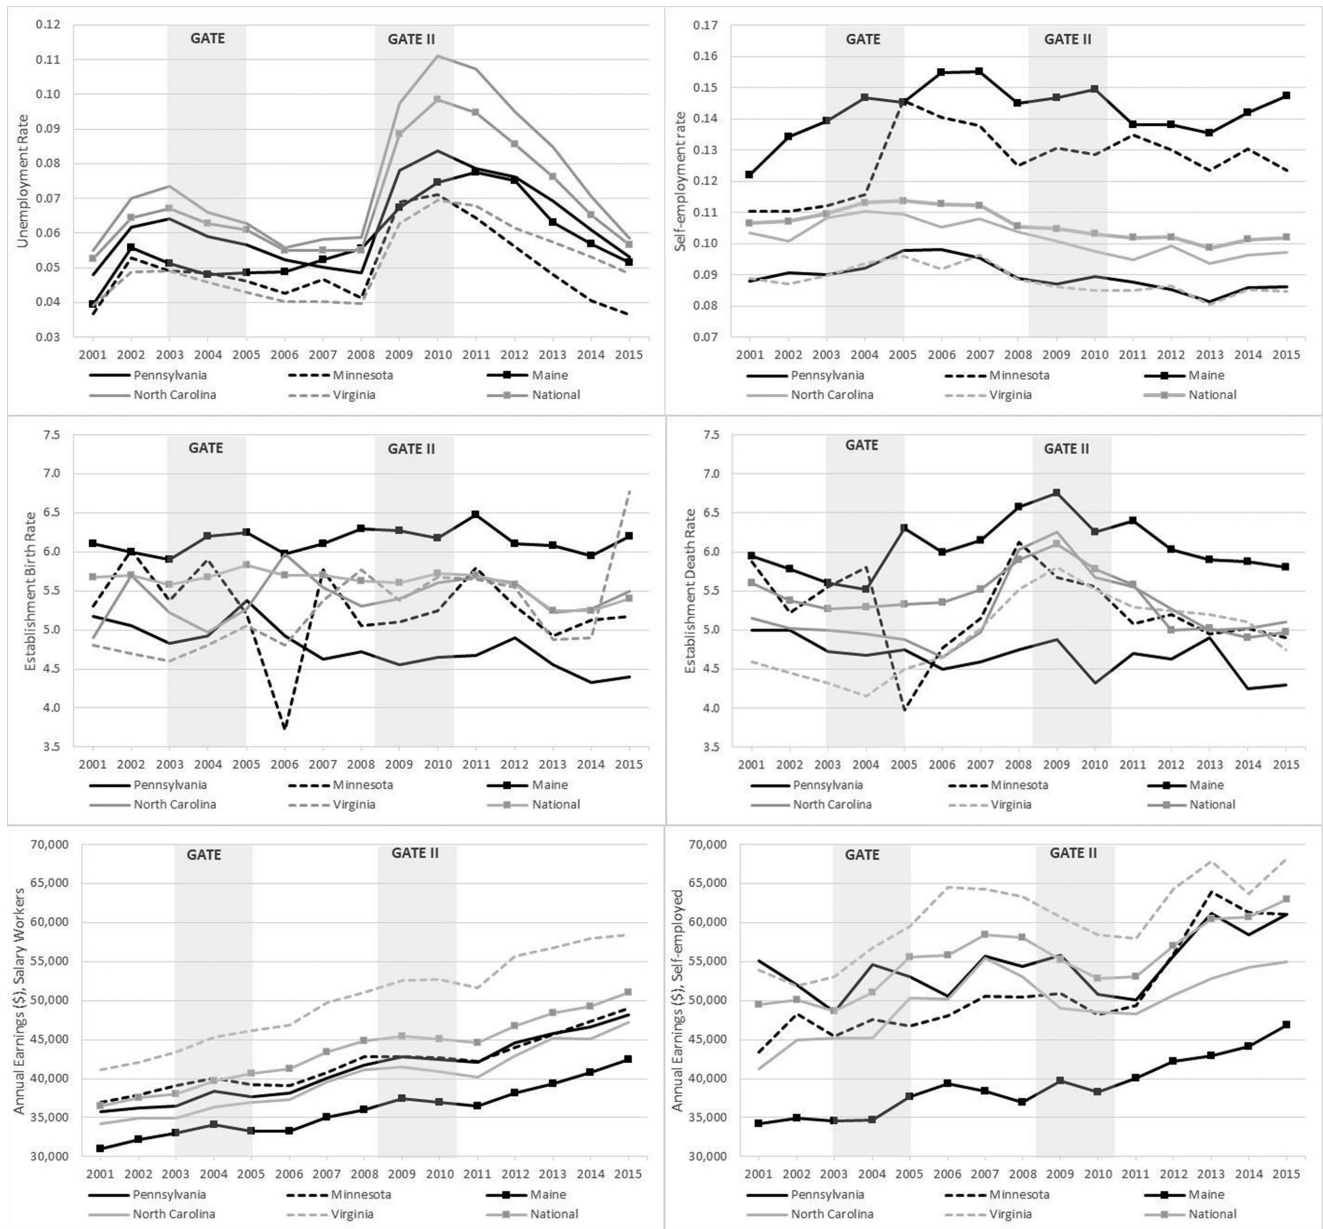 GATE GATE II
Unemployment Rate
0.12
0.11
0.10
0.09
0.08
0.07
0.06
0.05
0.04
0.03
2001 2002 2003 2004 2005 2006 2007 2008 2009 2010 2011 2012 2013 2014 2015
Pennsylvania Minnesota Maine
North Carolina Virginia National
GATE GATE II
Self-employment rate
0.17
0.16
0.15
0.14
0.13
0.12
0.11
0.10
0.09
0.08
0.07
2001 2002 2003 2004 2005 2006 2007 2008 2009 2010 2011 2012 2013 2014 2015
Pennsylvania Minnesota Maine
North Carolina Virginia National
GATE GATE II
Establishment Birth Rate
7.5
7.0
6.5
6.0
5.5
5.0
4.5
4.0
3.5
2001 2002 2003 2004 2005 2006 2007 2008 2009 2010 2011 2012 2013 2014 2015
Pennsylvania Minnesota Maine
North Carolina Virginia National
GATE GATE II
Establishment Death Rate
7.5
7.0
6.5
6.0
5.5
5.0
4.5
4.0
3.5
2001 2002 2003 2004 2005 2006 2007 2008 2009 2010 2011 2012 2013 2014 2015
Pennsylvania Minnesota Maine
North Carolina Virginia National
GATE GATE II
Annual Earnings ($), Salary Workers
70,000
65,000
60,000
55,000
50,000
45,000
40,000
35,000
30,000
2001 2002 2003 2004 2005 2006 2007 2008 2009 2010 2011 2012 2013 2014 2015
Pennsylvania Minnesota Maine
North Carolina Virginia National
GATE GATE II
Annual Earnings ($), Self-employed
70,000
65,000
60,000
55,000
50,000
45,000
40,000
35,000
30,000
2001 2002 2003 2004 2005 2006 2007 2008 2009 2010 2011 2012 2013 2014 2015
Pennsylvania Minnesota Maine
North Carolina Virginia National